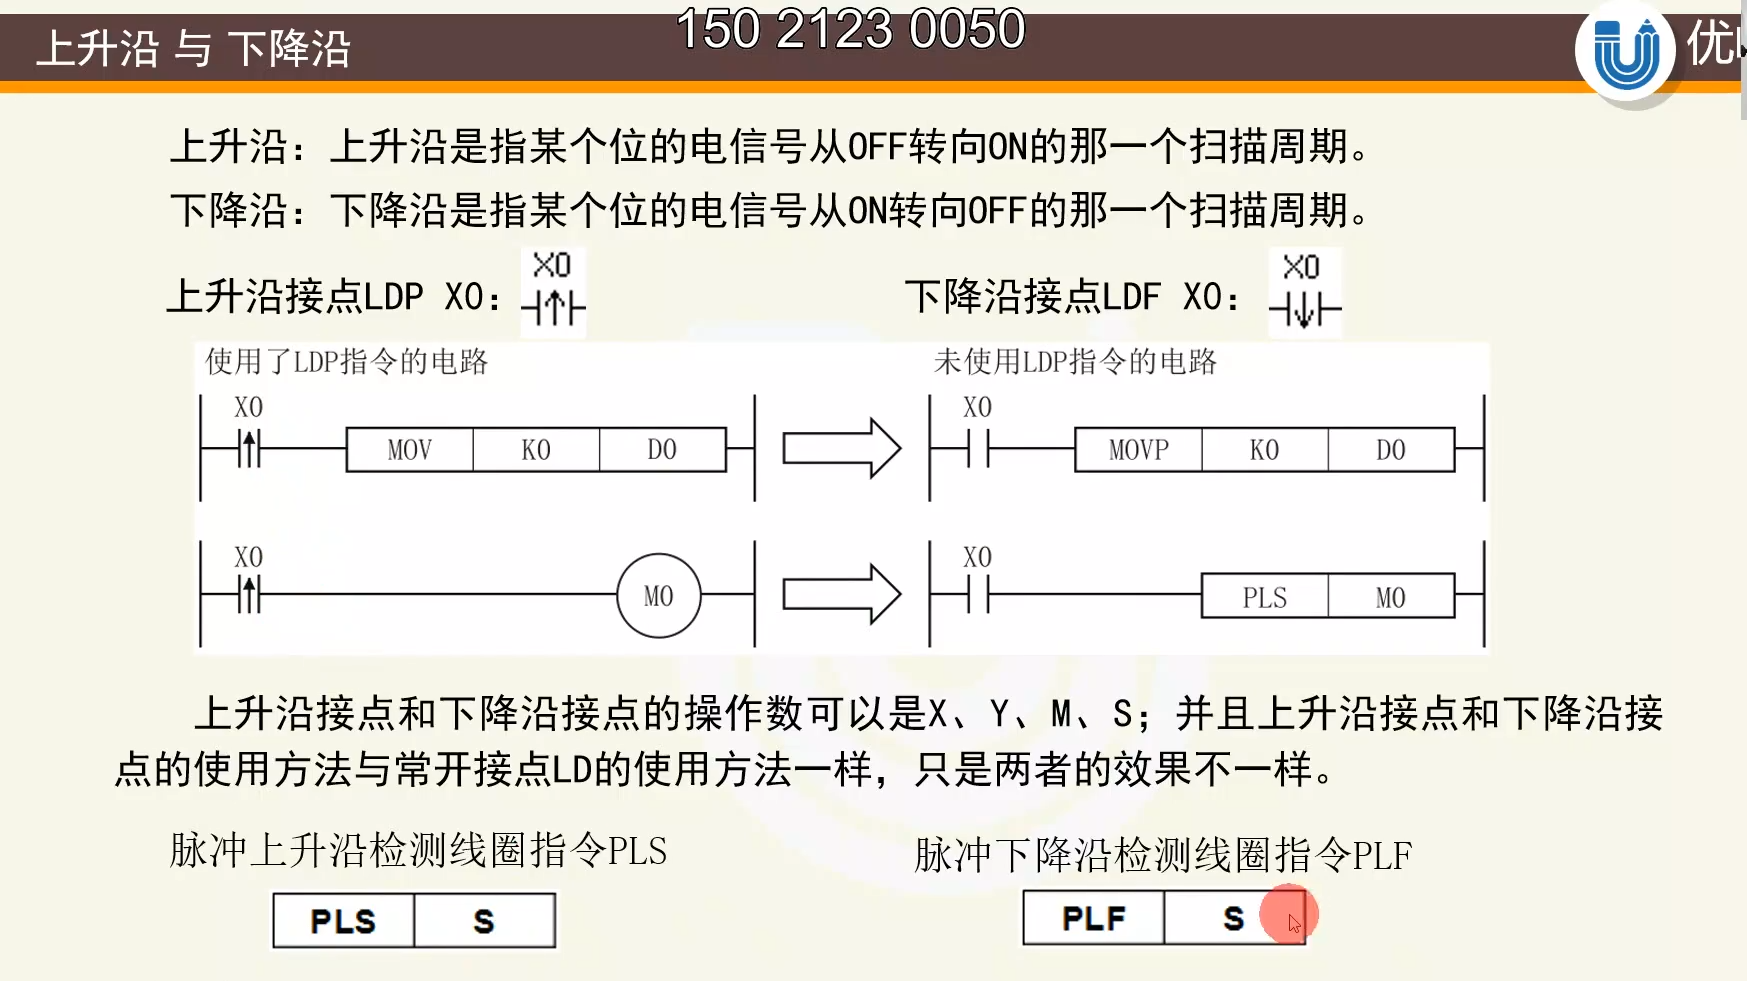 150 2123 0050
上升沿 与 下降沿
优
上升沿：上升沿是指某个位的电信号从OFF转向ON的那一个扫描周期。
下降沿：下降沿是指某个位的电信号从ON转向OFF的那一个扫描周期。
上升沿接点LDP X0：
X0
下降沿接点LDF X0：
X0
使用了LDP指令的电路
未使用LDP指令的电路
X0
MOV K0 D0
X0
MOVP K0 D0
X0
M0
X0
PLS M0
上升沿接点和下降沿接点的操作数可以是X、Y、M、S；并且上升沿接点和下降沿接
点的使用方法与常开接点LD的使用方法一样，只是两者的效果不一样。
脉冲上升沿检测线圈指令PLS
脉冲下降沿检测线圈指令PLF
PLS S
PLF S